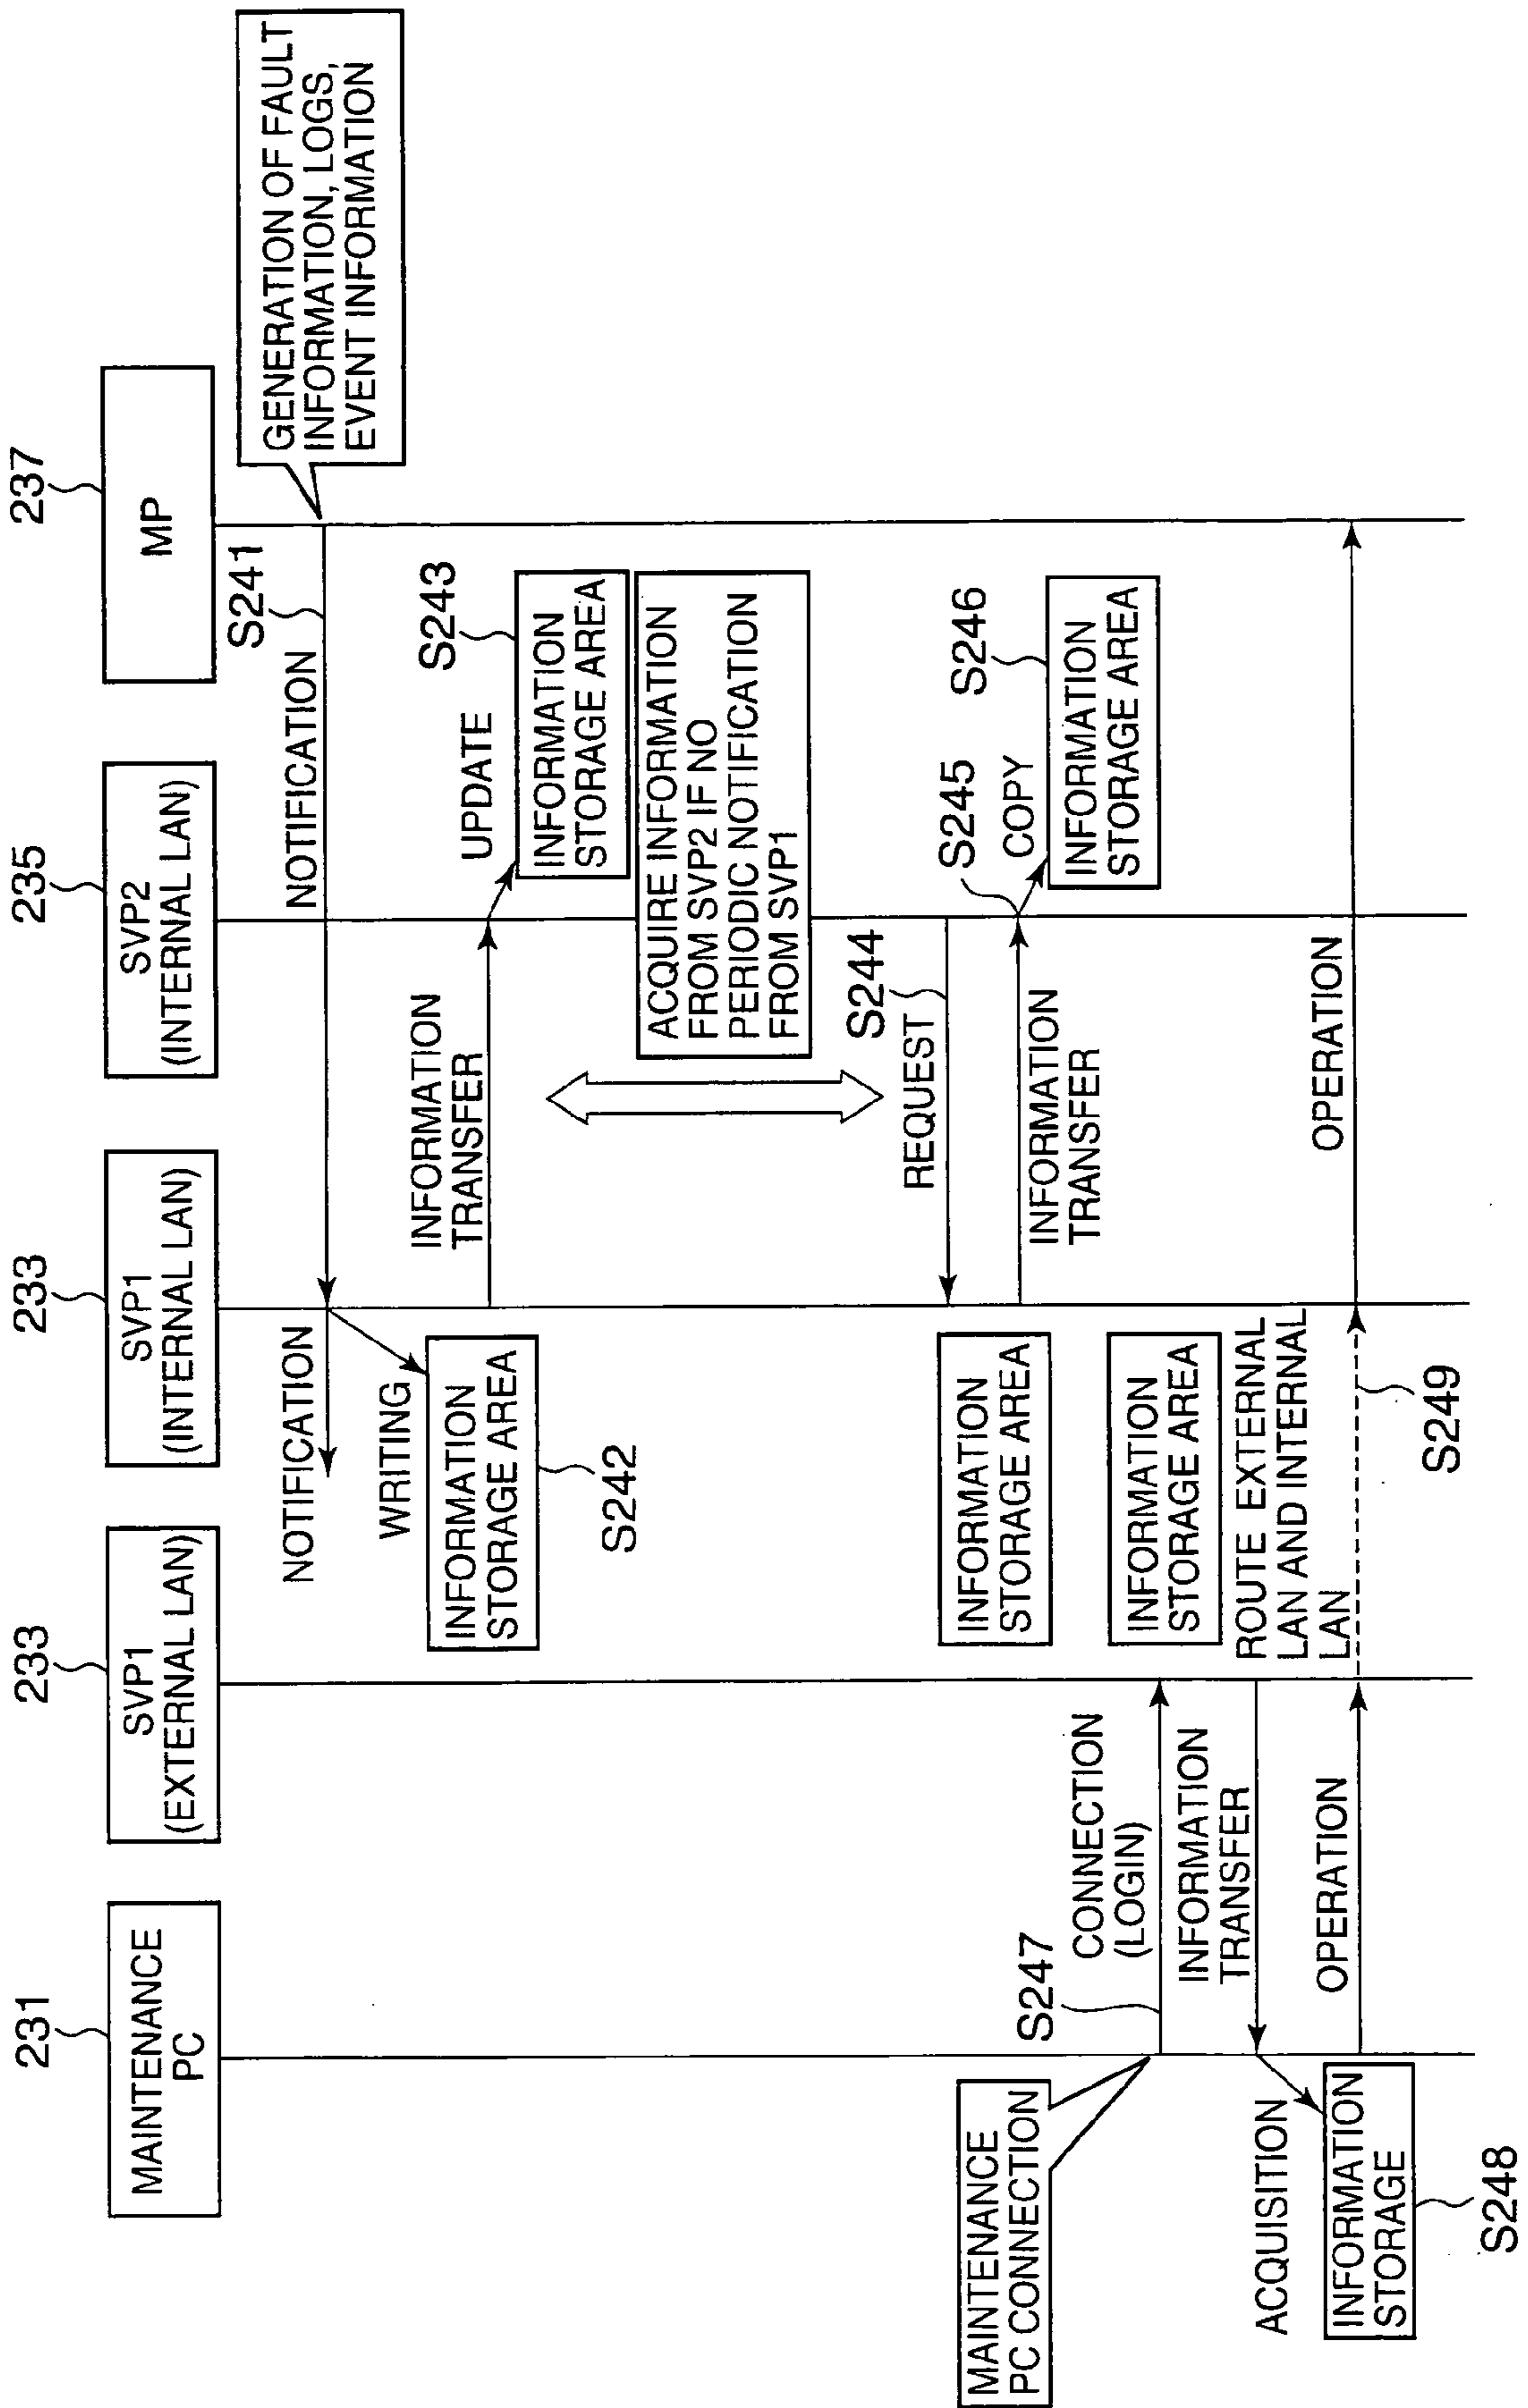 231
MAINTENANCE
PC
233
SVP1
(EXTERNAL LAN)
233
SVP1
(INTERNAL LAN)
235
SVP2
(INTERNAL LAN)
237
MP
GENERATION OF FAULT
INFORMATION, LOGS,
EVENT INFORMATION
S241
NOTIFICATION
NOTIFICATION
WRITING
INFORMATION
STORAGE AREA
S242
INFORMATION
TRANSFER
UPDATE
S243
INFORMATION
STORAGE AREA
ACQUIRE INFORMATION
FROM SVP2 IF NO
PERIODIC NOTIFICATION
FROM SVP1
S244
REQUEST
INFORMATION
STORAGE AREA
INFORMATION
TRANSFER
S245
COPY
S246
INFORMATION
STORAGE AREA
MAINTENANCE
PC CONNECTION
S247
CONNECTION
(LOGIN)
INFORMATION
STORAGE AREA
INFORMATION
TRANSFER
ACQUISITION
INFORMATION
STORAGE
S248
OPERATION
ROUTE EXTERNAL
LAN AND INTERNAL
LAN
S249
OPERATION